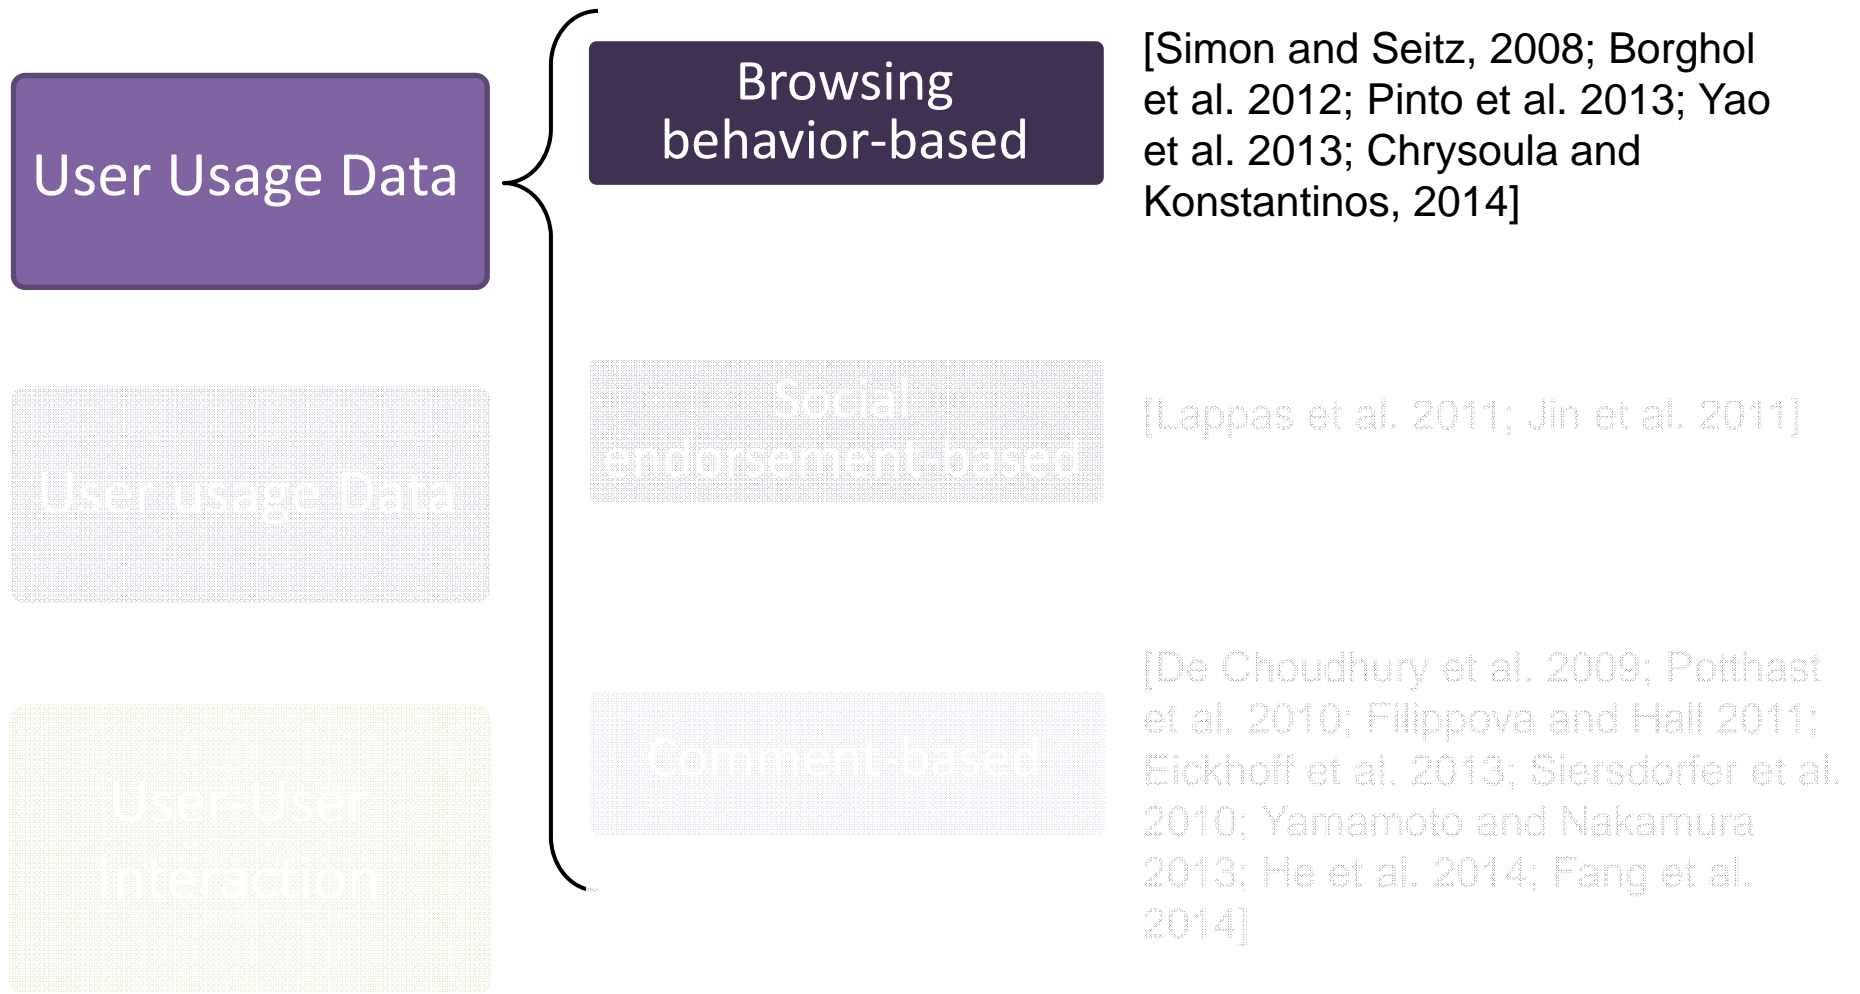 User Usage Data
Browsing
behavior-based
[Simon and Seitz, 2008; Borghol
et al. 2012; Pinto et al. 2013; Yao
et al. 2013; Chrysoula and
Konstantinos, 2014]
User usage Data
Social
endorsement-based
[Lappas et al. 2011; Jin et al. 2011]
User-User
Interaction
Comment-based
[De Choudhury et al. 2009; Potthast
et al. 2010; Filippova and Hall 2011;
Eickhoff et al. 2013; Siersdorfer et al.
2010; Yamamoto and Nakamura
2013; He et al. 2014; Fang et al.
2014]